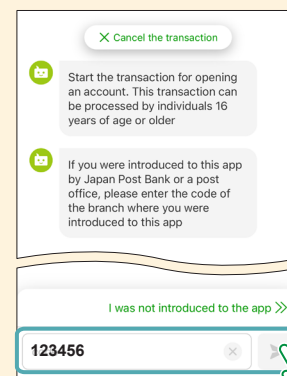 Cancel the transaction
Start the transaction for opening
an account. This transaction can
be processed by individuals 16
years of age or older
If you were introduced to this app
by Japan Post Bank or a post
office, please enter the code of
the branch where you were
introduced to this app
I was not introduced to the app
123456